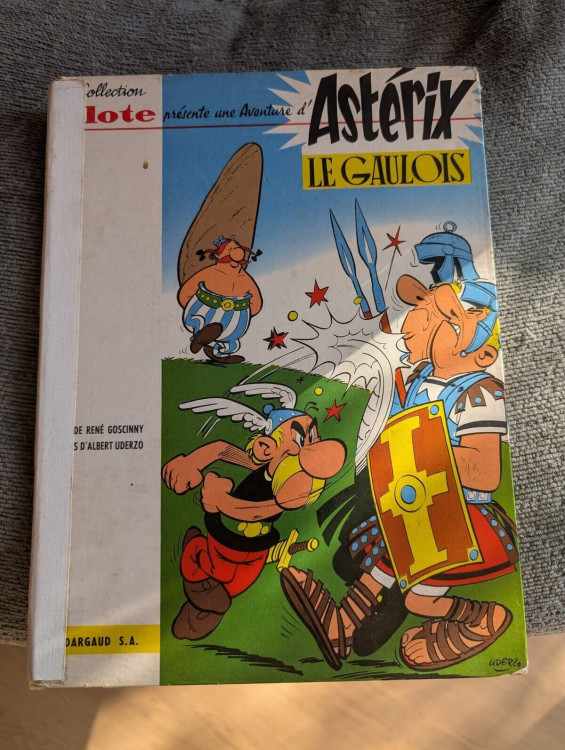 Collection
lote présente une Aventure d'Astérix
LE GAULOIS
DE RENÉ GOSCINNY
S D'ALBERT UDERZO
DARGAUD S.A.
UDERZO